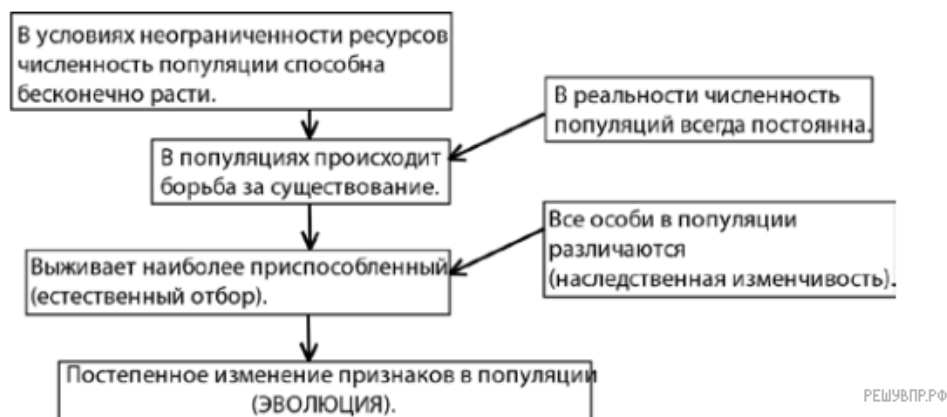 В условиях неограниченности ресурсов
численность популяции способна
бесконечно расти.
В реальности численность
популяций всегда постоянна.
В популяциях происходит
борьба за существование.
Все особи в популяции
различаются
(наследственная изменчивость).
Выживает наиболее приспособленный
(естественный отбор).
Постепенное изменение признаков в популяции
(ЭВОЛЮЦИЯ).
РЕШУВПР.РФ